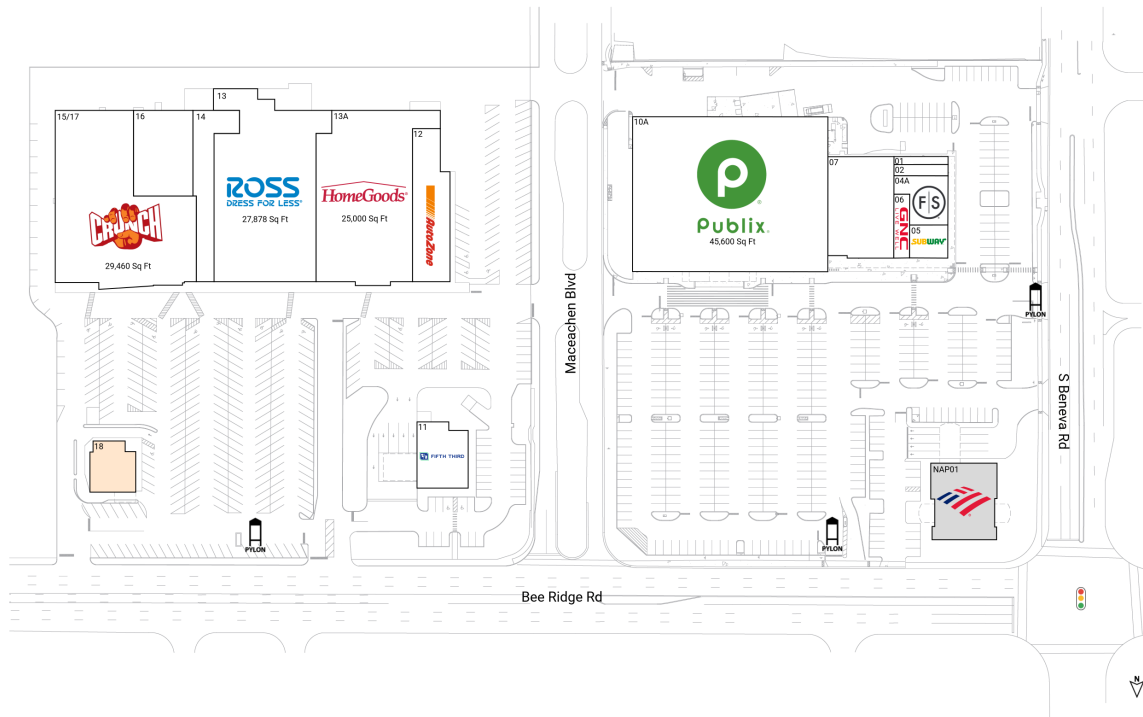 13
15/17
16
14
13A
12
10A
07
01
02
04A
06
05
F|S
CRUNCH
29,460 Sq Ft
ROSS
DRESS FOR LESS®
27,878 Sq Ft
HomeGoods®
25,000 Sq Ft
AutoZone
Publix.
45,600 Sq Ft
GNC
LIVE WELL
SUBWAY
PYLON
Maceachen Blvd
S Beneva Rd
18
11
FIFTH THIRD
NAP01
PYLON
PYLON
Bee Ridge Rd
N